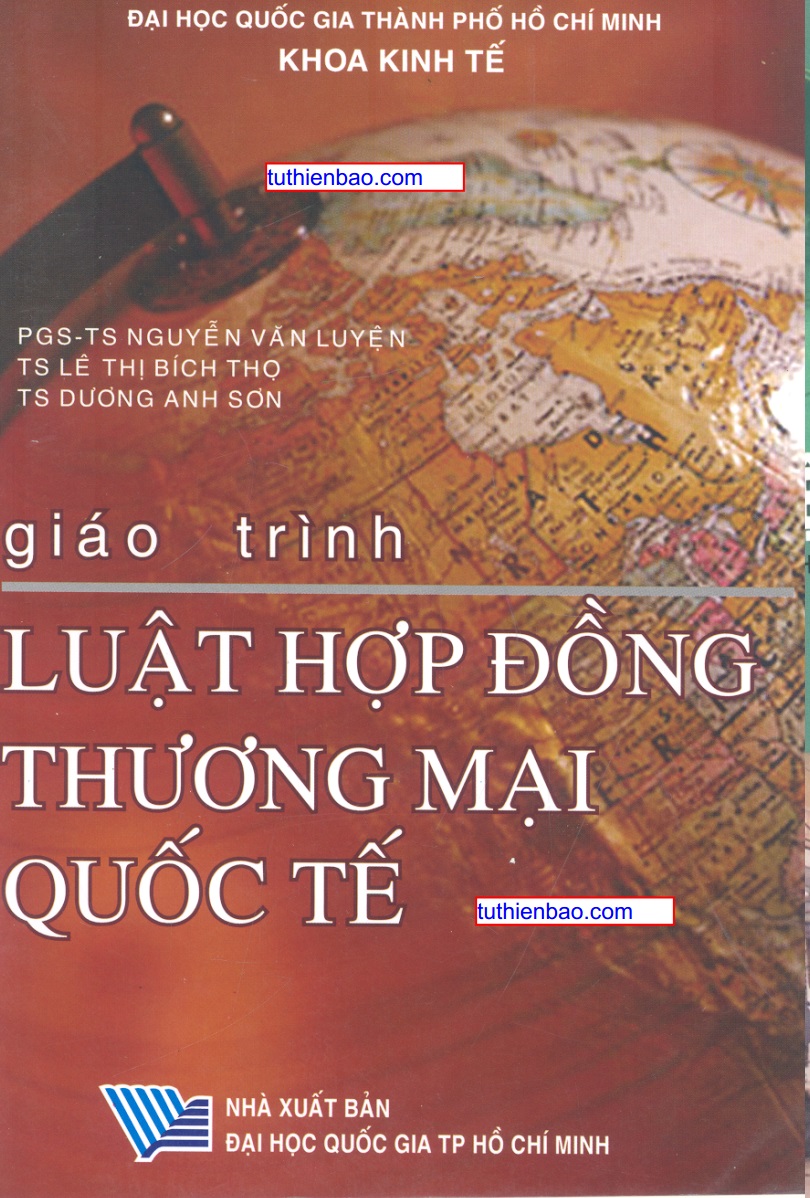 ĐẠI HỌC QUỐC GIA THÀNH PHỐ HỒ CHÍ MINH
KHOA KINH TẾ
tuthienbao.com
PGS-TS NGUYỄN VĂN LUYỆN
TS LÊ THỊ BÍCH THỌ
TS DƯƠNG ANH SƠN
HUDSON
BAY
giáo trình
LUẬT HỢP ĐỒNG
THƯƠNG MẠI
QUỐC TẾ
tuthienbao.com
NHÀ XUẤT BẢN
ĐẠI HỌC QUỐC GIA TP HỒ CHÍ MINH